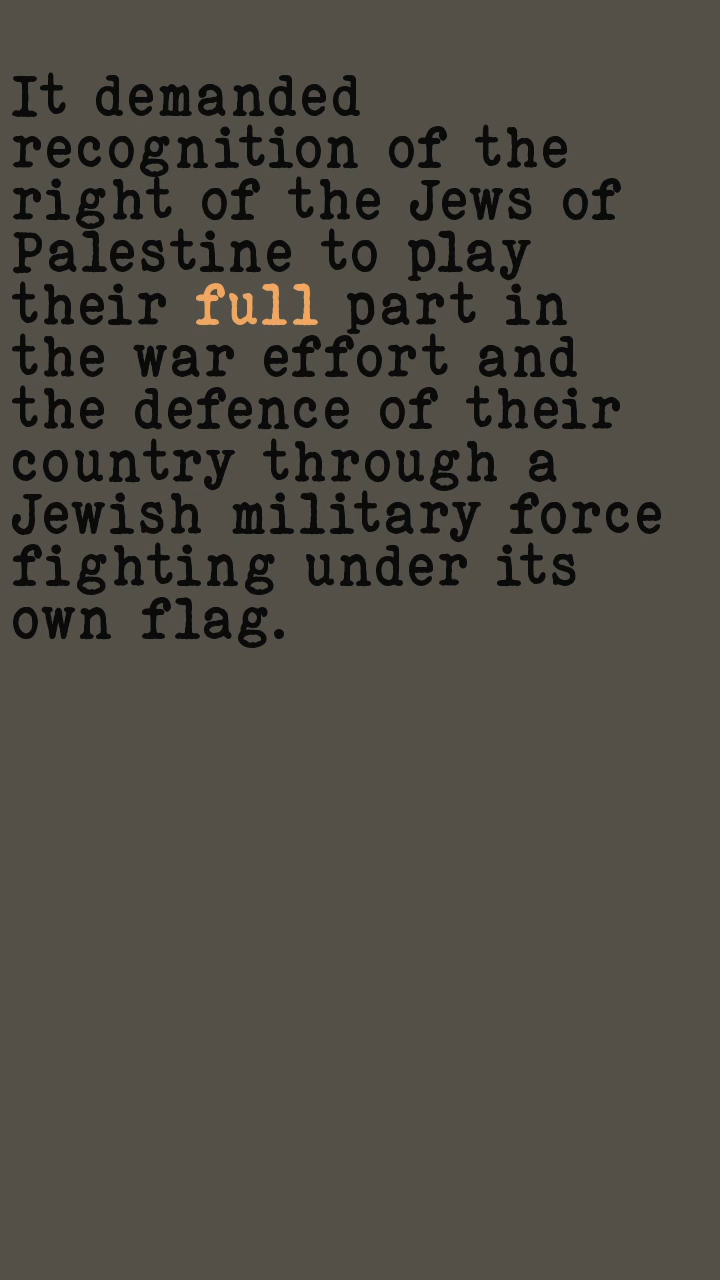 It demanded
recognition of the
right of the Jews of
Palestine to play
their full part in
the war effort and
the defence of their
country through a
Jewish military force
fighting under its
own flag.